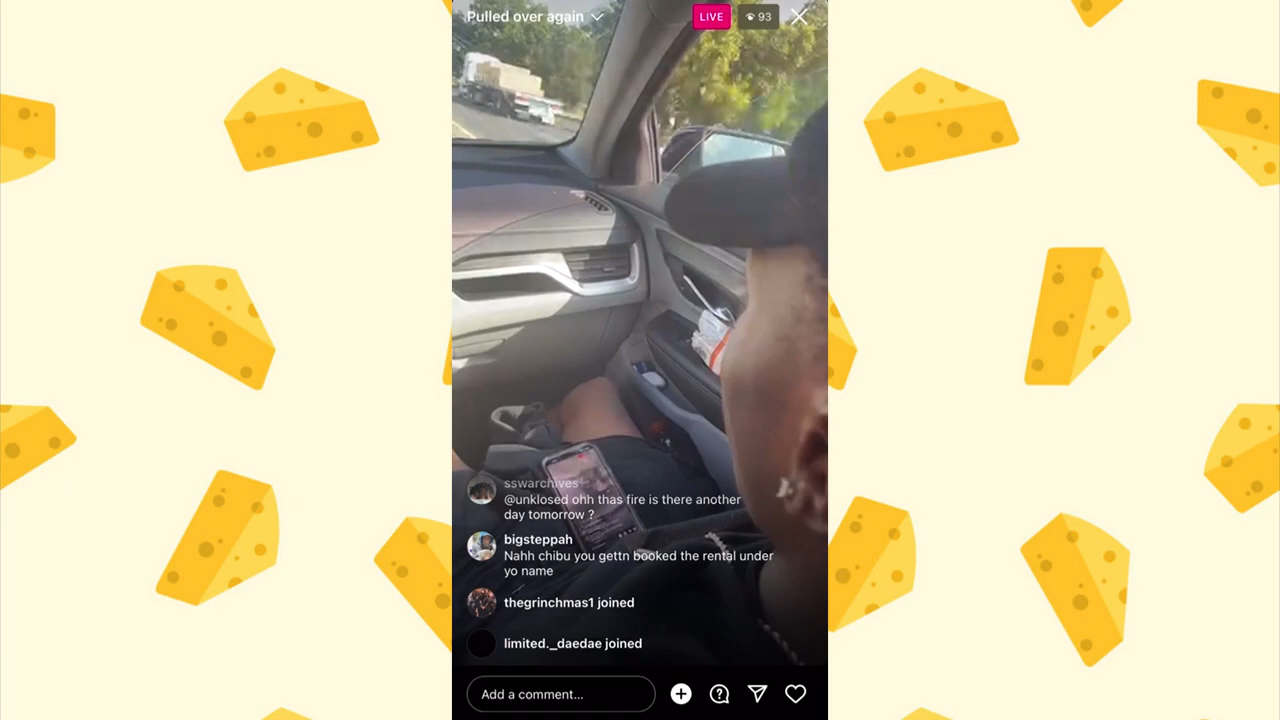 Pulled over again
LIVE
93
sswarchives
@unklosed ohh thas fire is there another
day tomorrow ?
bigsteppah
Nahh chibu you gettn booked the rental under
yo name
thegrinchmas1 joined
limited._daedae joined
Add a comment...